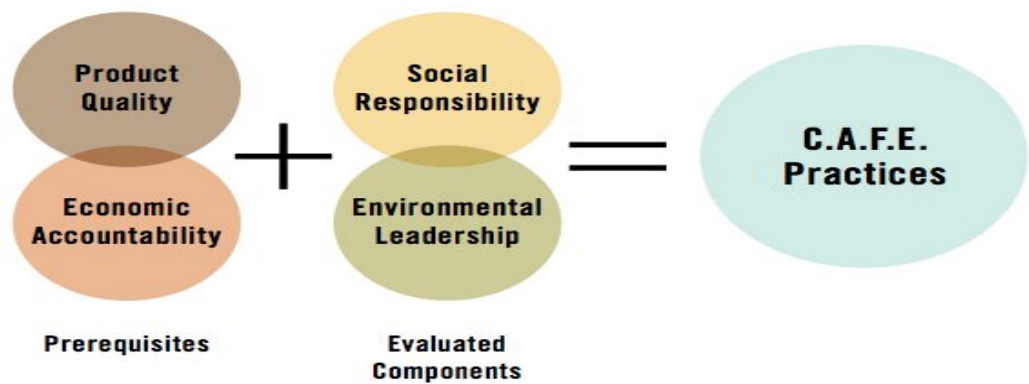 Product
Quality
Economic
Accountability
Prerequisites
Social
Responsibility
Environmental
Leadership
Evaluated
Components
C.A.F.E.
Practices